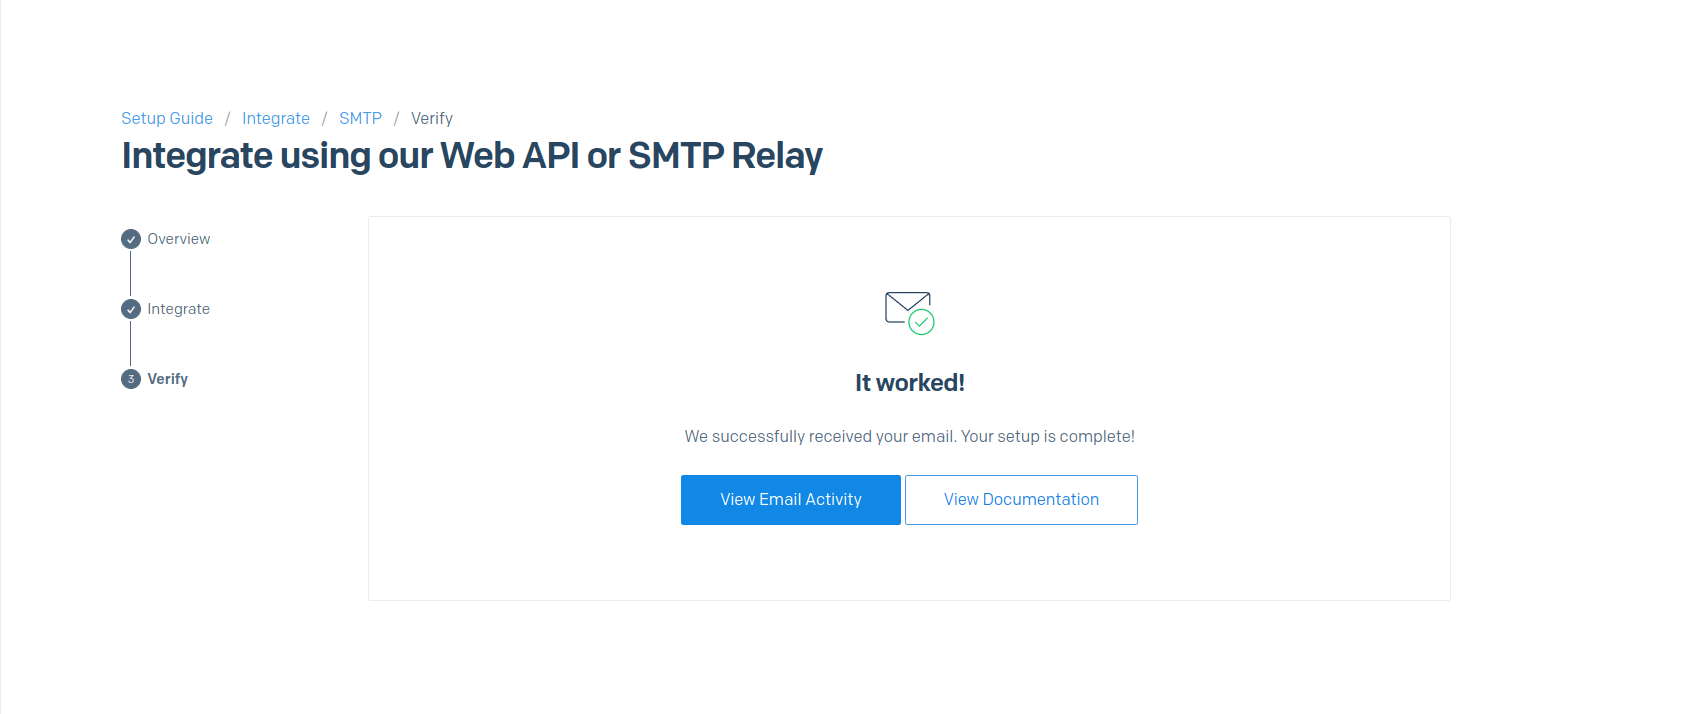 Setup Guide / Integrate / SMTP / Verify
Integrate using our Web API or SMTP Relay
Overview
Integrate
3 Verify
It worked!
We successfully received your email. Your setup is complete!
View Email Activity View Documentation